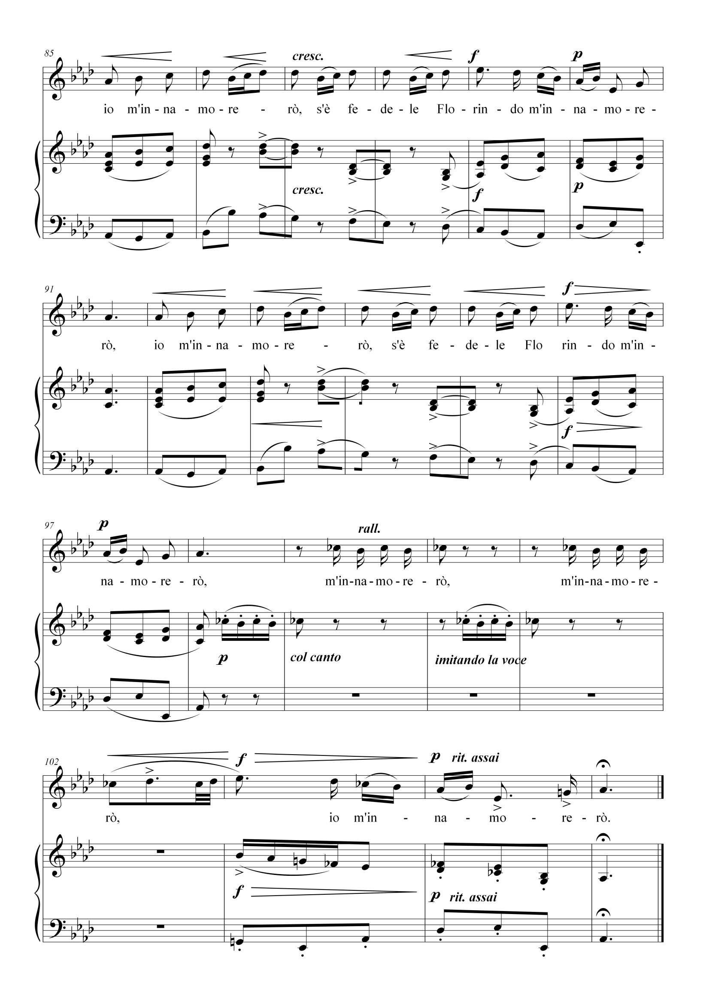 85
cresc.
f
p
io m'in - na - mo - re - rò, s'è fe - de - le Flo - rin - do m'in - na - mo - re -
cresc.
f
p
91
f
rò, io m'in - na - mo - re - rò, s'è fe - de - le Flo rin - do m'in -
f
97
p
rall.
na - mo - re - rò, m'in - na - mo - re - rò, m'in - na - mo - re -
p
col canto
imitando la voce
102
f
p rit. assai
rò, io m'in - na - mo - re - rò.
f
p rit. assai